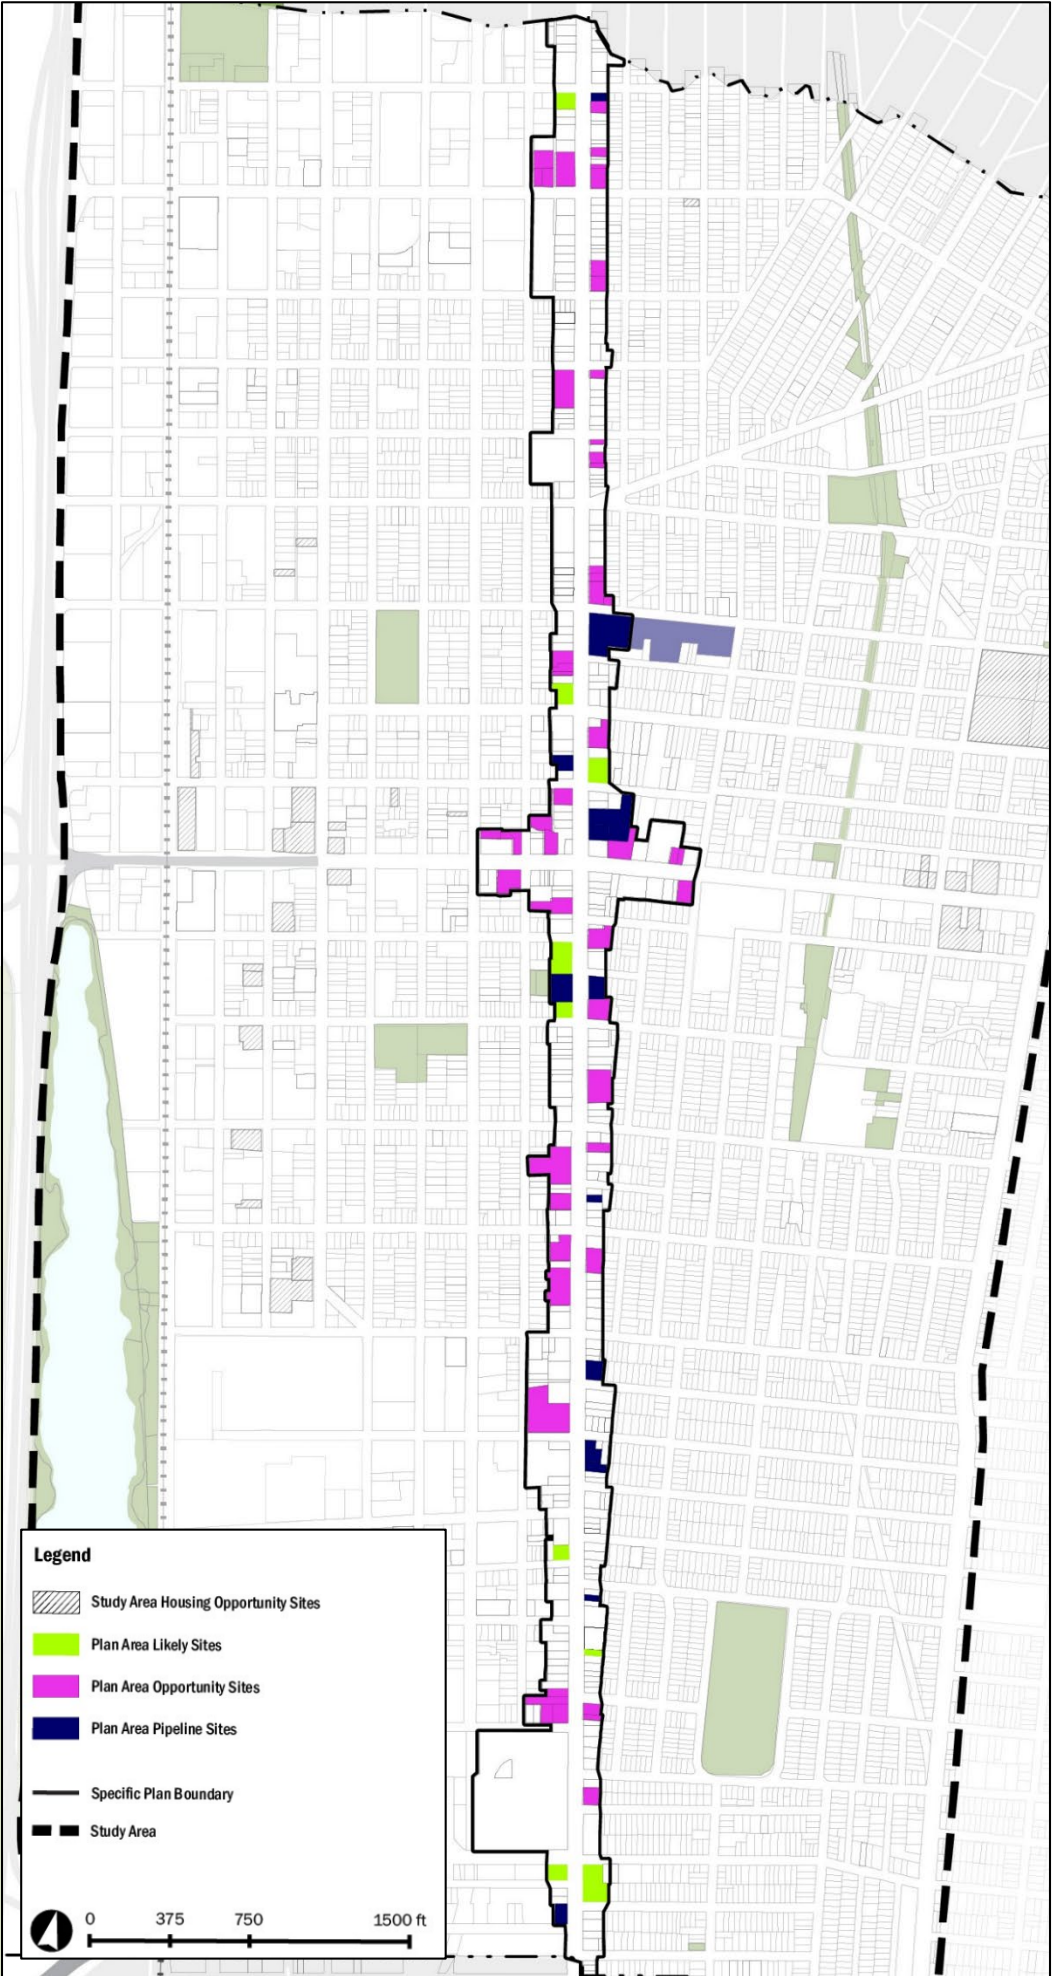 Legend
Study Area Housing Opportunity Sites
Plan Area Likely Sites
Plan Area Opportunity Sites
Plan Area Pipeline Sites
Specific Plan Boundary
Study Area
0 375 750 1500 ft